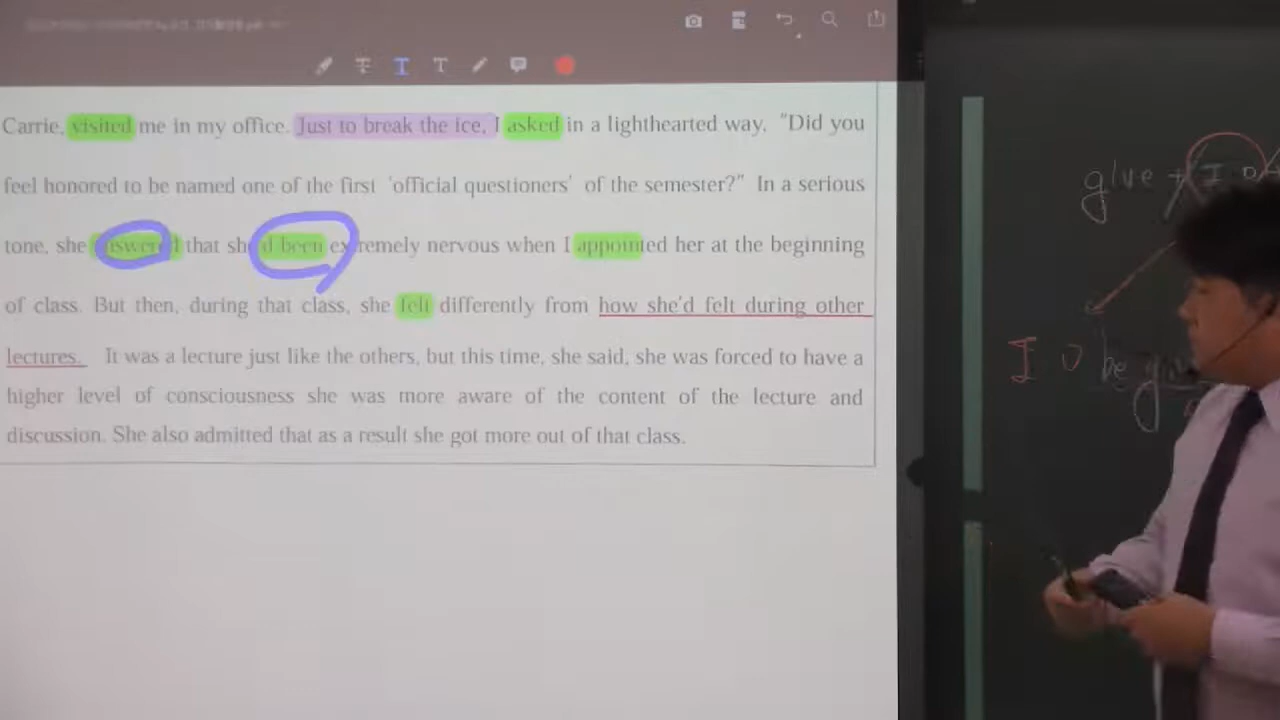 Carrie, visited me in my office. Just to break the ice, I asked in a lighthearted way. "Did you
feel honored to be named one of the first 'official questioners' of the semester?" In a serious
tone, she answered that she'd been extremely nervous when I appointed her at the beginning
of class. But then, during that class, she felt differently from how she'd felt during other
lectures. It was a lecture just like the others, but this time, she said, she was forced to have a
higher level of consciousness she was more aware of the content of the lecture and
discussion. She also admitted that as a result she got more out of that class.
give + I O
I O be